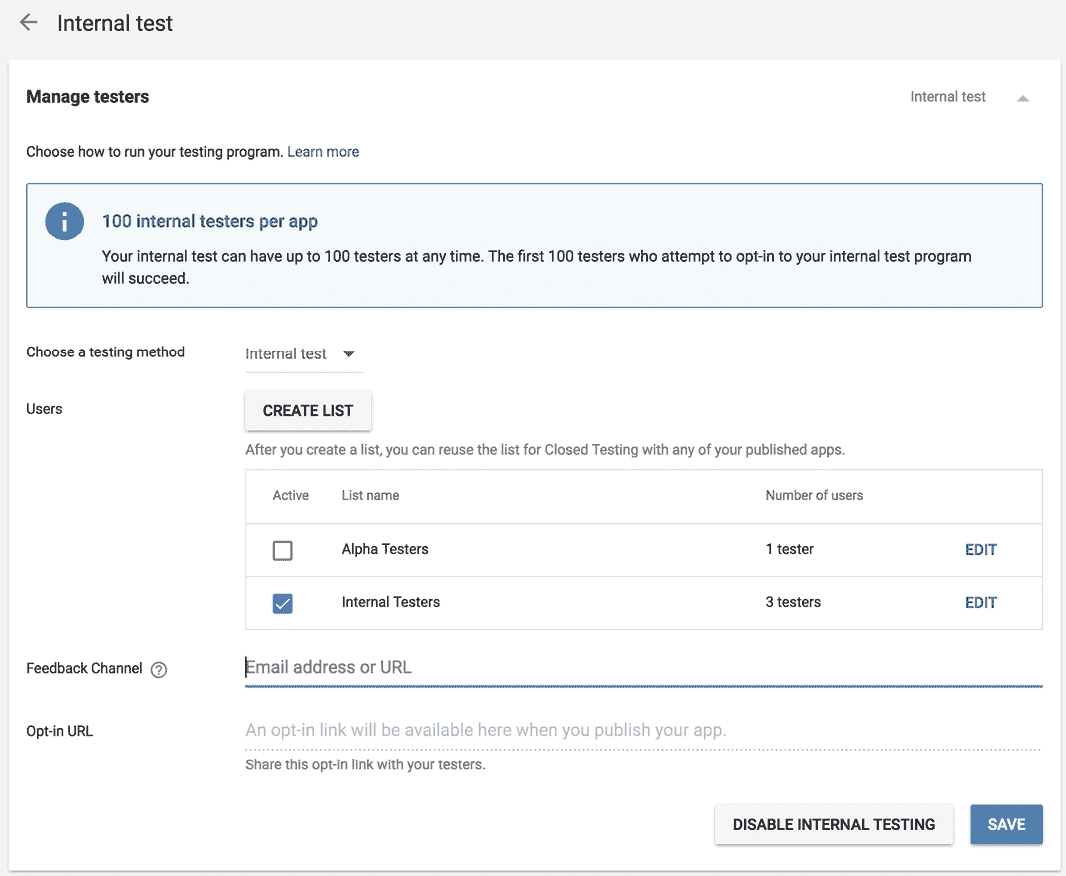 Internal test
Manage testers
Internal test
Choose how to run your testing program. Learn more
100 internal testers per app
Your internal test can have up to 100 testers at any time. The first 100 testers who attempt to opt-in to your internal test program
will succeed.
Choose a testing method
Internal test
Users
CREATE LIST
After you create a list, you can reuse the list for Closed Testing with any of your published apps.
Active List name Number of users
Alpha Testers 1 tester EDIT
Internal Testers 3 testers EDIT
Feedback Channel
Email address or URL
Opt-in URL
An opt-in link will be available here when you publish your app.
Share this opt-in link with your testers.
DISABLE INTERNAL TESTING
SAVE